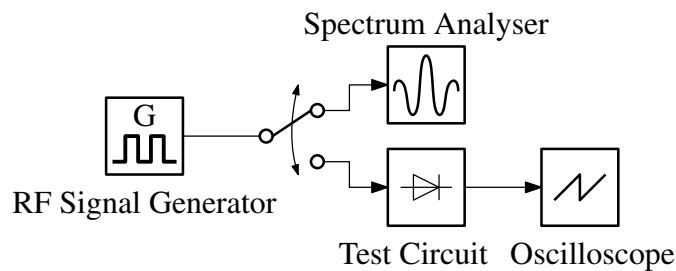 Spectrum Analyser
G
RF Signal Generator
Test Circuit
Oscilloscope